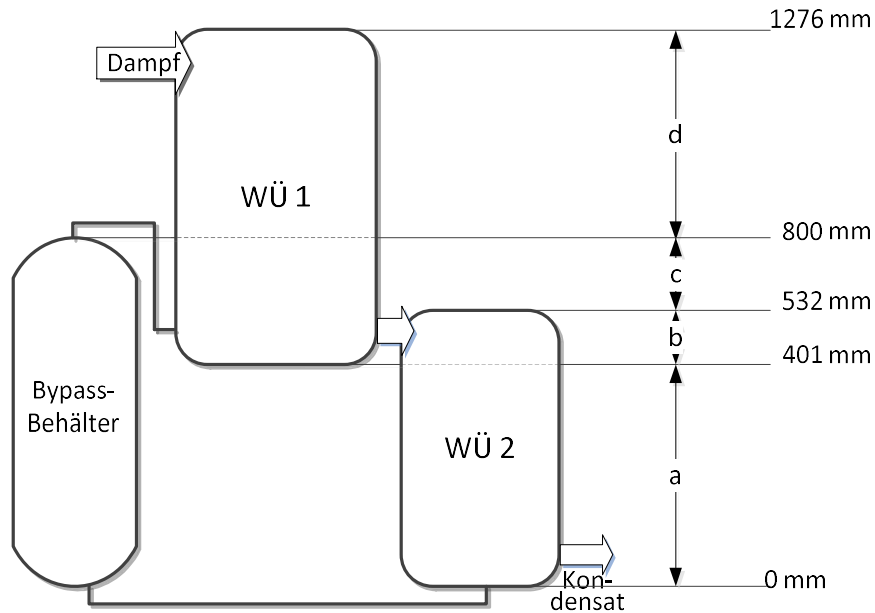 1276 mm
Dampf
d
WÜ 1
800 mm
c
532 mm
b
401 mm
Bypass-
Behälter
WÜ 2
a
Kon-
densat
0 mm